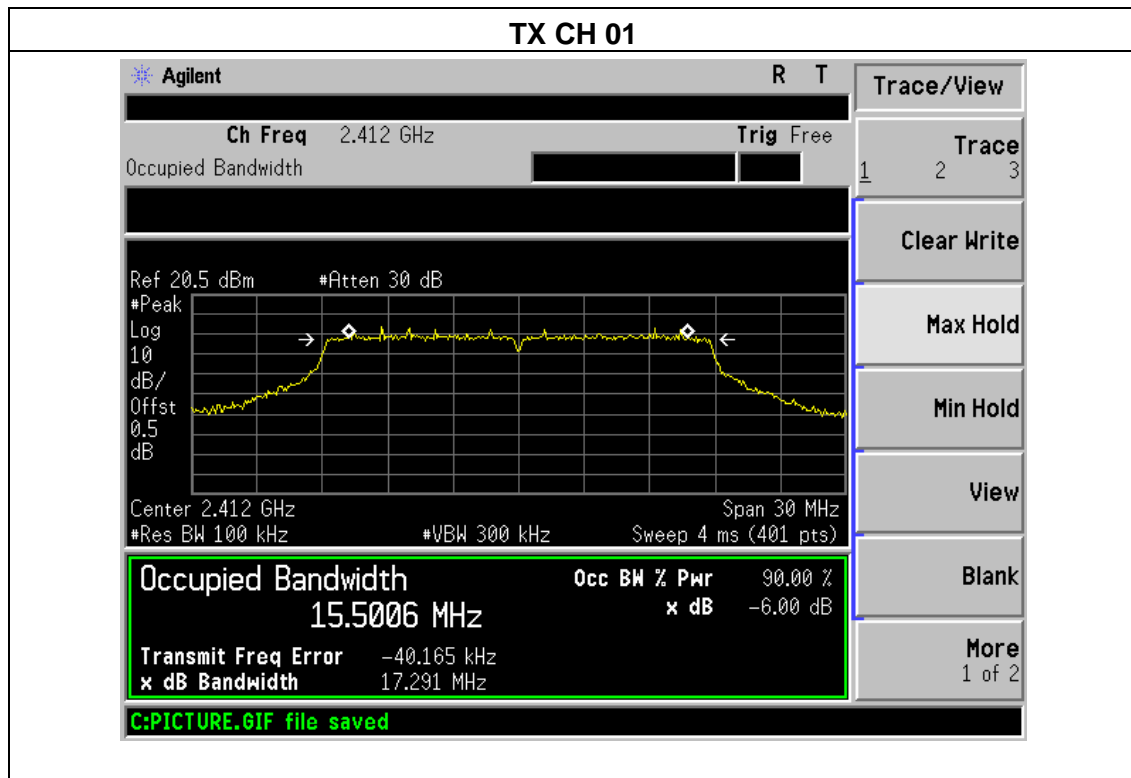 TX CH 01
Agilent R T
Ch Freq 2.412 GHz Trig Free
Occupied Bandwidth
Ref 20.5 dBm #Atten 30 dB
#Peak
Log
10
dB/
Offst
0.5
dB
Center 2.412 GHz Span 30 MHz
#Res BW 100 kHz #VBW 300 kHz Sweep 4 ms (401 pts)
Occupied Bandwidth Occ BW % Pwr 90.00 %
15.5006 MHz x dB -6.00 dB
Transmit Freq Error -40.165 kHz
x dB Bandwidth 17.291 MHz
C:PICTURE.GIF file saved
Trace/View
Trace
1 2 3
Clear Write
Max Hold
Min Hold
View
Blank
More
1 of 2